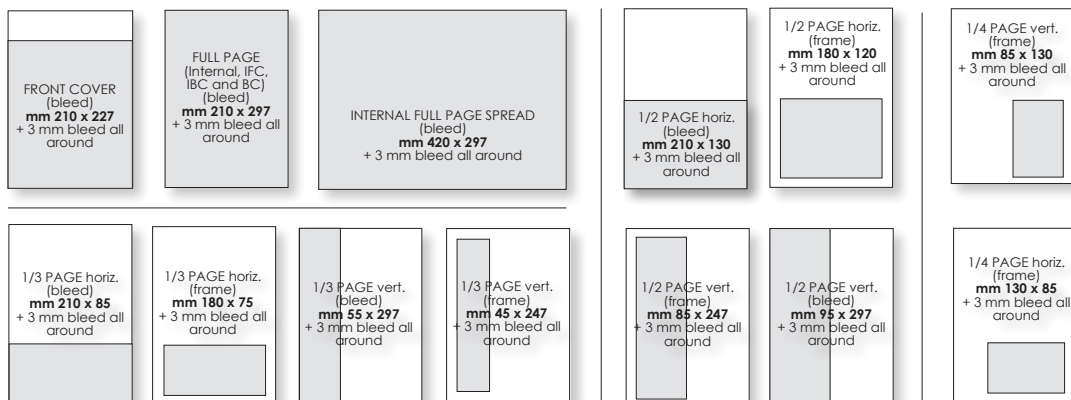 FRONT COVER
(bleed)
mm 210 x 227
+ 3 mm bleed all
around
FULL PAGE
(Internal, IFC,
IBC and BC)
(bleed)
mm 210 x 297
+ 3 mm bleed all
around
INTERNAL FULL PAGE SPREAD
(bleed)
mm 420 x 297
+ 3 mm bleed all around
1/2 PAGE horiz.
(bleed)
mm 210 x 130
+ 3 mm bleed all
around
1/2 PAGE horiz.
(frame)
mm 180 x 120
+ 3 mm bleed all
around
1/4 PAGE vert.
(frame)
mm 85 x 130
+ 3 mm bleed all
around
1/3 PAGE horiz.
(bleed)
mm 210 x 85
+ 3 mm bleed all
around
1/3 PAGE horiz.
(frame)
mm 180 x 75
+ 3 mm bleed all
around
1/3 PAGE vert.
(bleed)
mm 55 x 297
+ 3 mm bleed all
around
1/3 PAGE vert.
(frame)
mm 45 x 247
+ 3 mm bleed all
around
1/2 PAGE vert.
(frame)
mm 85 x 247
+ 3 mm bleed all
around
1/2 PAGE vert.
(bleed)
mm 95 x 297
+ 3 mm bleed all
around
1/4 PAGE horiz.
(frame)
mm 130 x 85
+ 3 mm bleed all
around